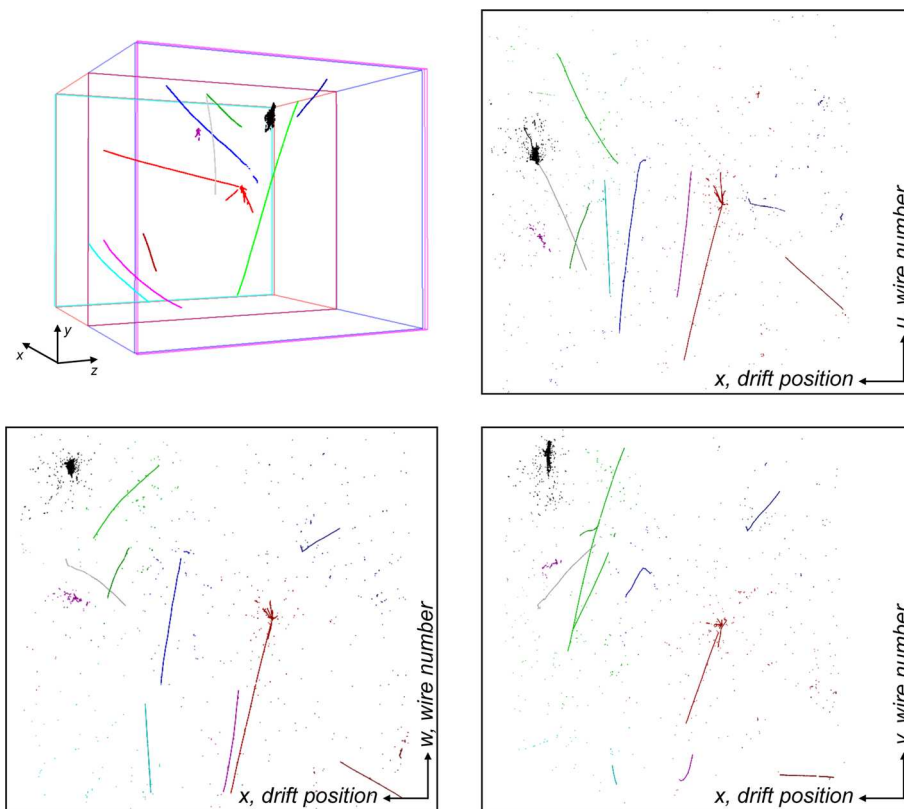 y
x
z
x, drift position
u, wire number
x, drift position
w, wire number
x, drift position
v, wire number